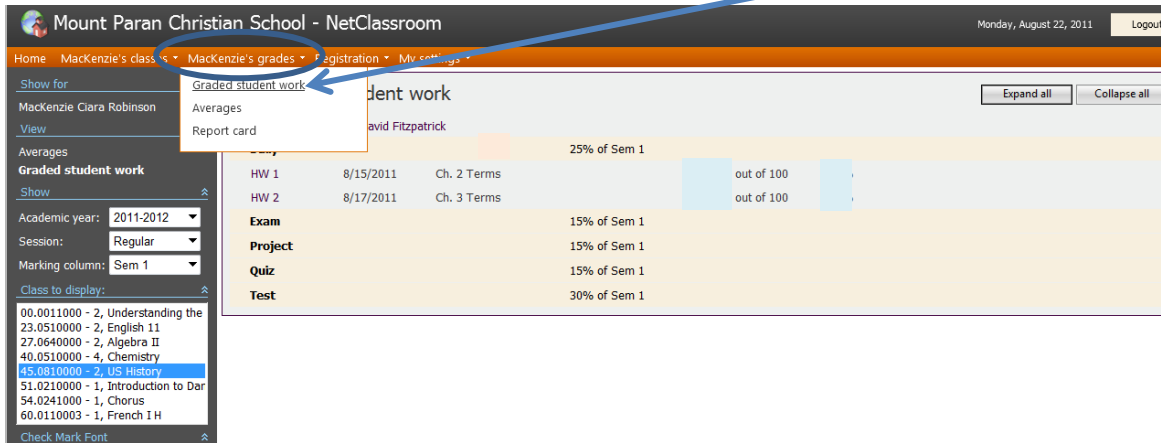 Mount Paran Christian School - NetClassroom
Monday, August 22, 2011 Logout
Home MacKenzie's classes MacKenzie's grades Registration My settings
Show for
MacKenzie Ciara Robinson
View
Averages
Graded student work
Show
Academic year: 2011-2012
Session: Regular
Marking column: Sem 1
Class to display:
00.0011000 - 2, Understanding the
23.0510000 - 2, English 11
27.0640000 - 2, Algebra II
40.0510000 - 4, Chemistry
45.0810000 - 2, US History
51.0210000 - 1, Introduction to Dar
54.0241000 - 1, Chorus
60.0110003 - 1, French I H
Check Mark Font
Graded student work
Averages
Report card
work
Expand all Collapse all
Fitzpatrick
25% of Sem 1
HW 1 8/15/2011 Ch. 2 Terms out of 100
HW 2 8/17/2011 Ch. 3 Terms out of 100
Exam 15% of Sem 1
Project 15% of Sem 1
Quiz 15% of Sem 1
Test 30% of Sem 1